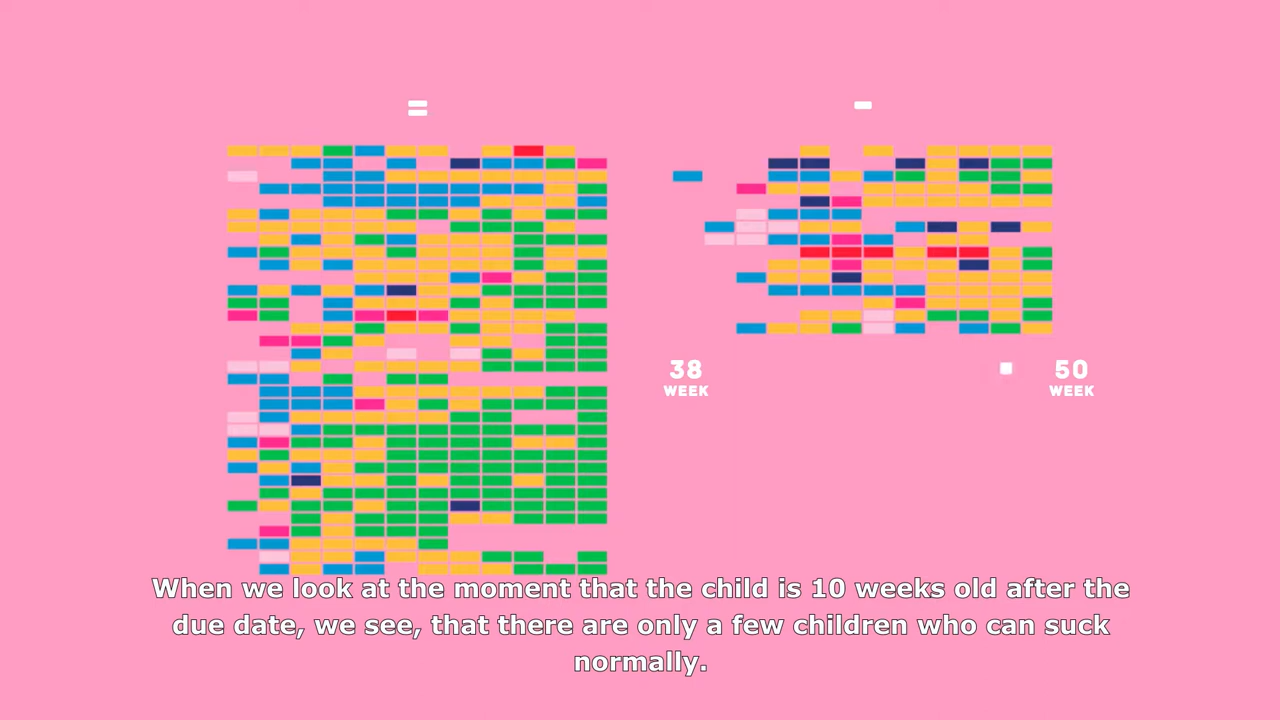 38
WEEK
50
WEEK
When we look at the moment that the child is 10 weeks old after the
due date, we see, that there are only a few children who can suck
normally.